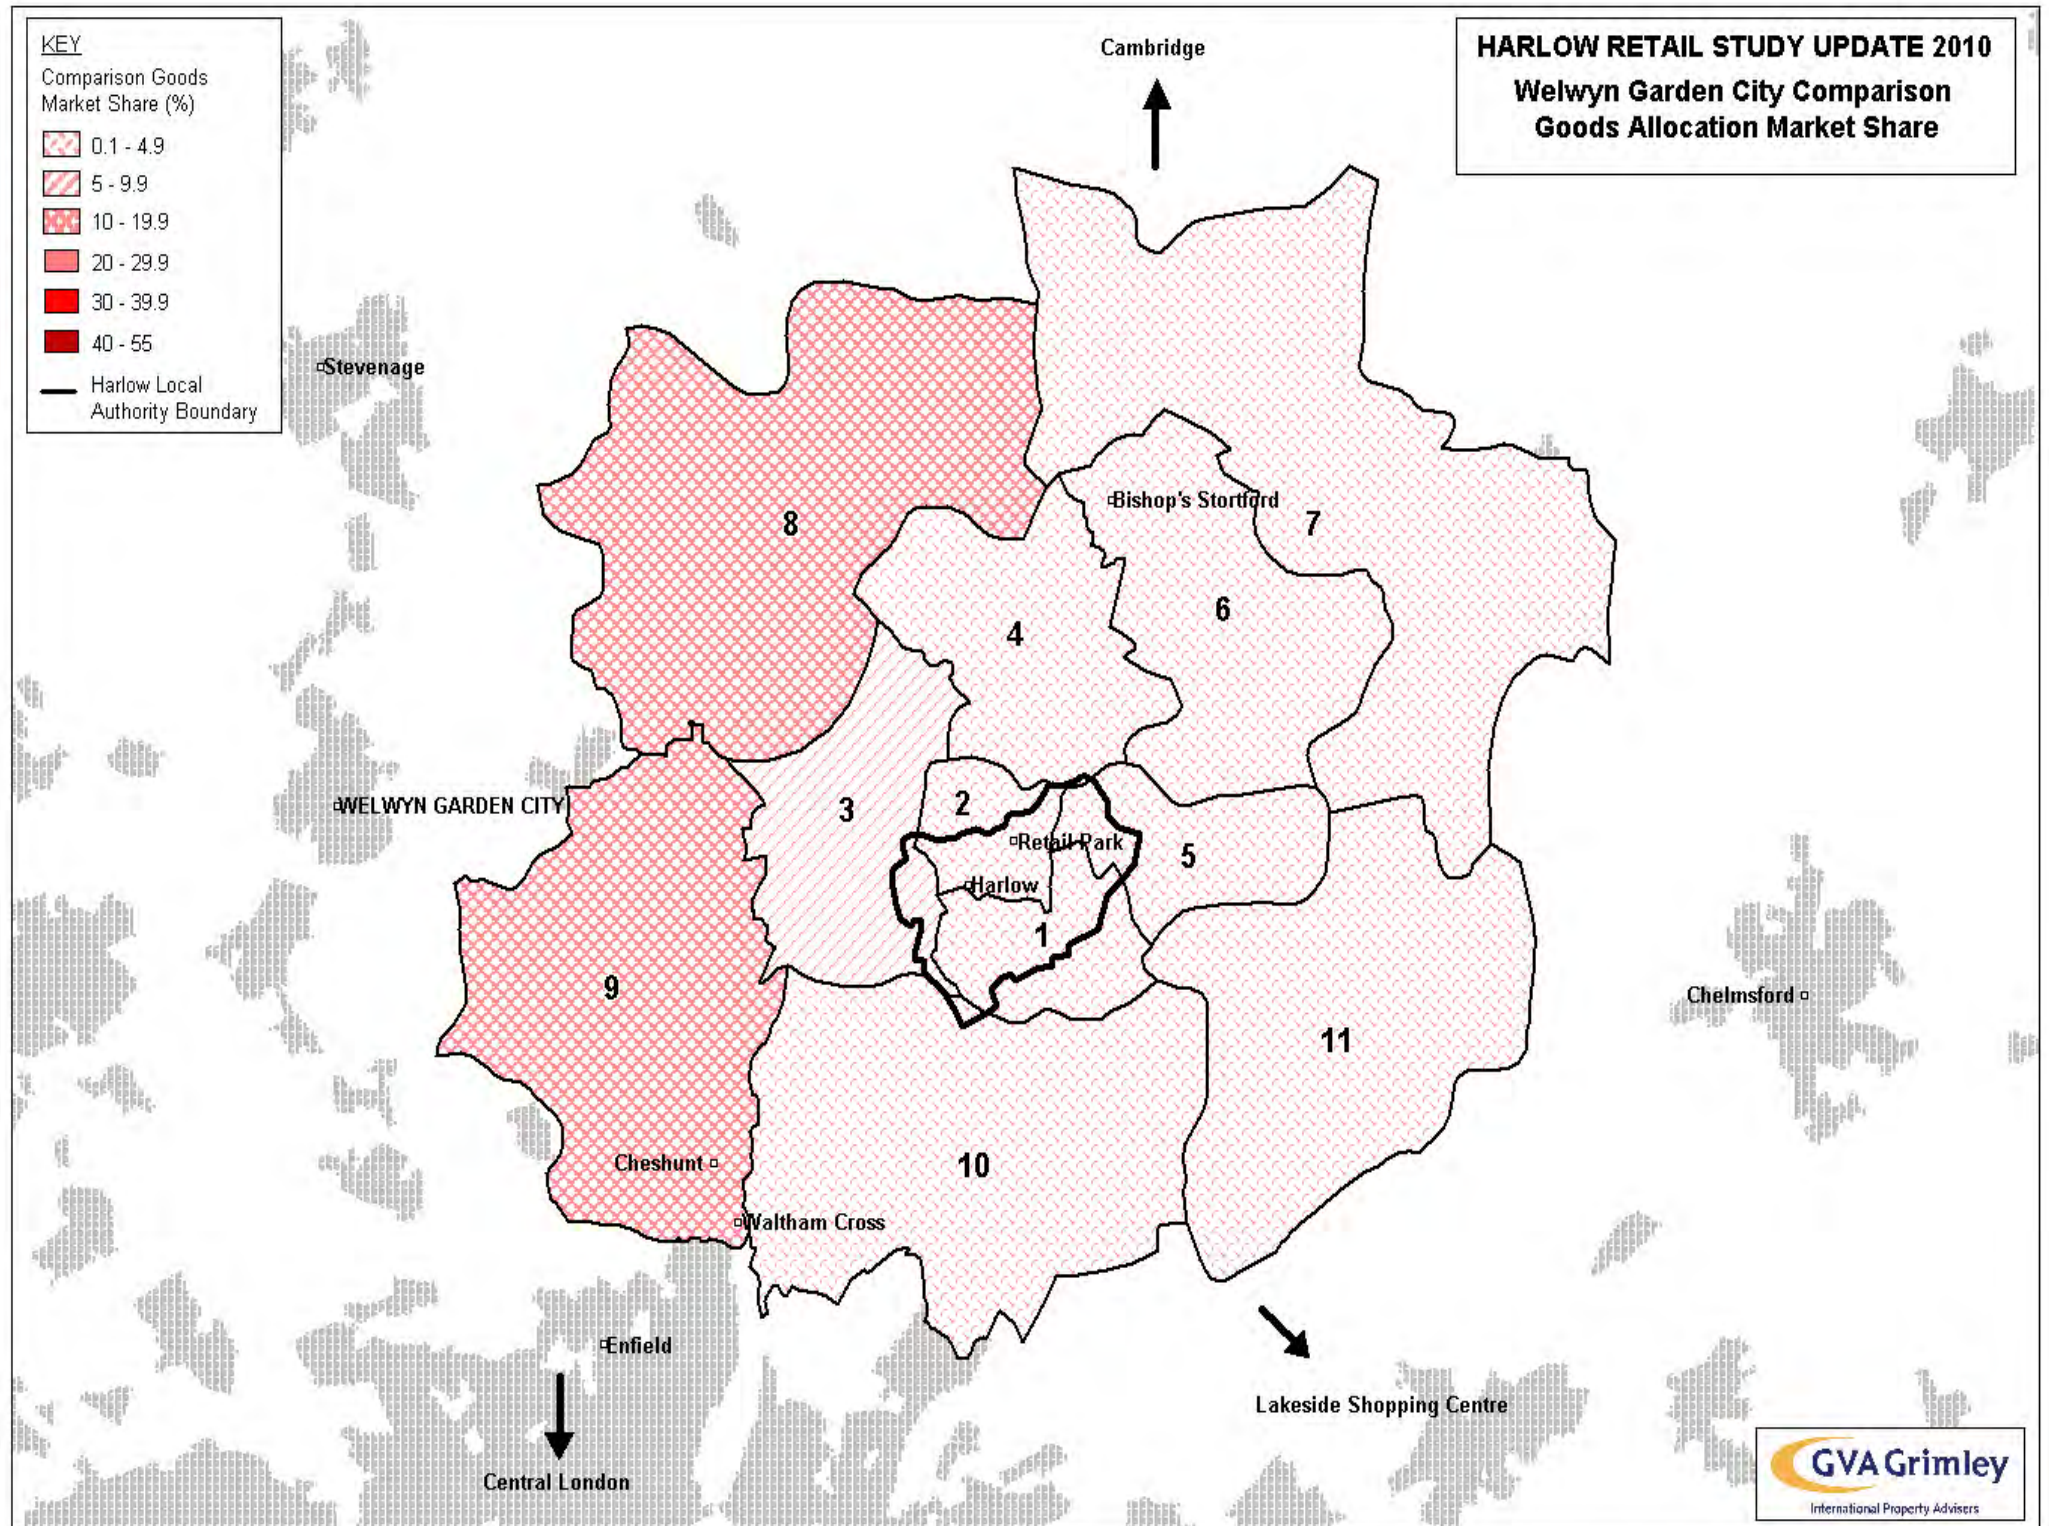 KEY
Comparison Goods
Market Share (%)
0.1 - 4.9
5 - 9.9
10 - 19.9
20 - 29.9
30 - 39.9
40 - 55
Harlow Local
Authority Boundary
HARLOW RETAIL STUDY UPDATE 2010
Welwyn Garden City Comparison
Goods Allocation Market Share
Cambridge
Stevenage
Bishop's Stortford
7
8
6
4
WELWYN GARDEN CITY
3
2
Retail Park
5
Harlow
1
9
Chelmsford
11
Cheshunt
10
Waltham Cross
Enfield
Lakeside Shopping Centre
Central London
GVA Grimley
International Property Advisers